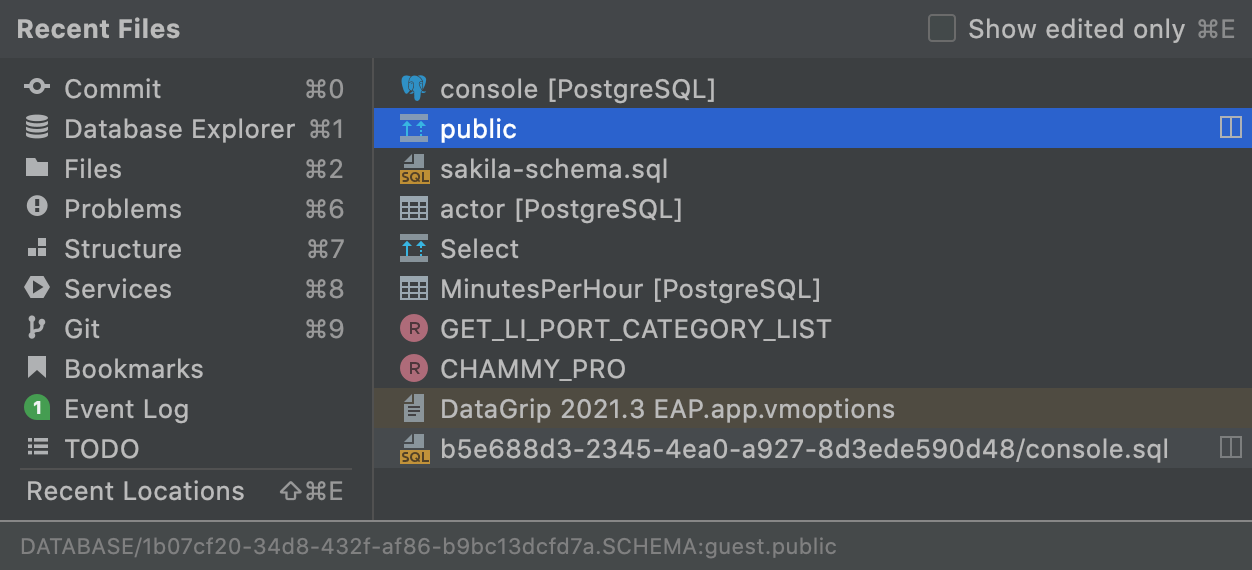 Recent Files
Show edited only ⌘E
Commit ⌘0
Database Explorer ⌘1
Files ⌘2
Problems ⌘6
Structure ⌘7
Services ⌘8
Git ⌘9
Bookmarks
1 Event Log
TODO
Recent Locations ⇧⌘E
console [PostgreSQL]
public
SQL sakila-schema.sql
actor [PostgreSQL]
Select
MinutesPerHour [PostgreSQL]
R GET_LI_PORT_CATEGORY_LIST
R CHAMMY_PRO
DataGrip 2021.3 EAP.app.vmoptions
SQL b5e688d3-2345-4ea0-a927-8d3ede590d48/console.sql
DATABASE/1b07cf20-34d8-432f-af86-b9bc13dcfd7a.SCHEMA:guest.public